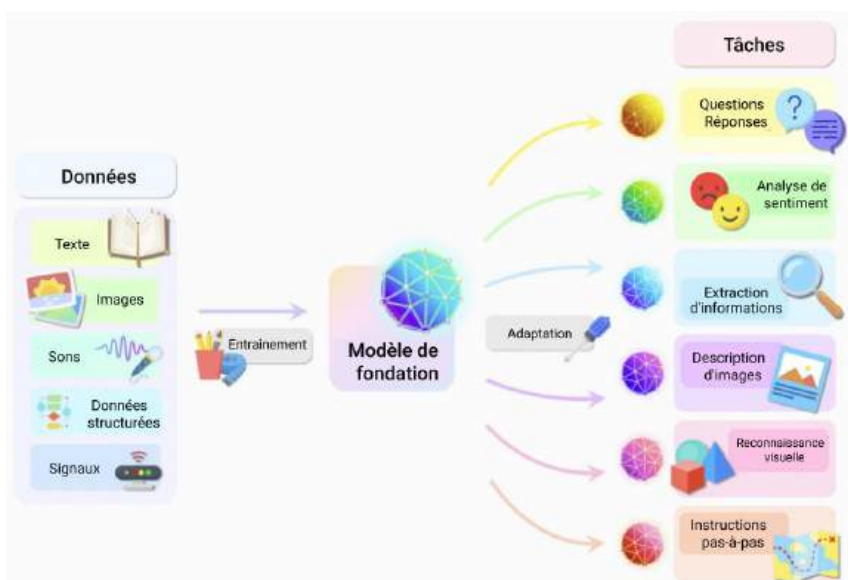 Données
Texte
Images
Sons
Données
structurées
Signaux
Entrainement
Modèle de
fondation
Adaptation
Tâches
Questions
Réponses
Analyse de
sentiment
Extraction
d'informations
Description
d'images
Reconnaissance
visuelle
Instructions
pas-à-pas